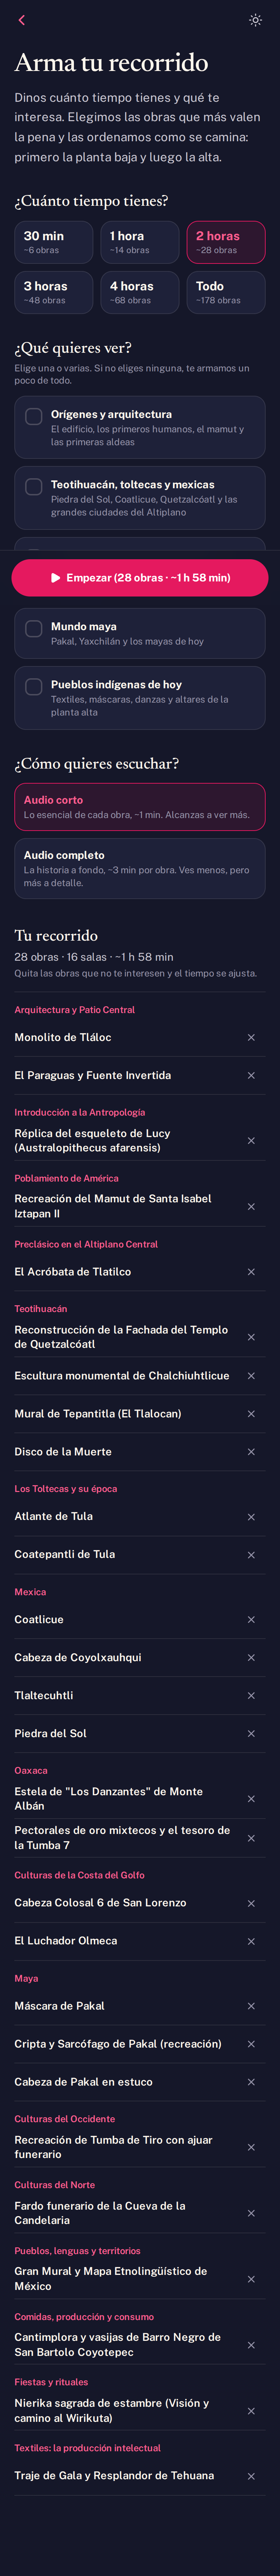 Arma tu recorrido
Dinos cuánto tiempo tienes y qué te
interesa. Elegimos las obras que más valen
la pena y las ordenamos como se camina:
primero la planta baja y luego la alta.
¿Cuánto tiempo tienes?
30 min
~6 obras
1 hora
~14 obras
2 horas
~28 obras
3 horas
~48 obras
4 horas
~68 obras
Todo
~178 obras
¿Qué quieres ver?
Elige una o varias. Si no eliges ninguna, te armamos un
poco de todo.
Orígenes y arquitectura
El edificio, los primeros humanos, el mamut y
las primeras aldeas
Teotihuacán, toltecas y mexicas
Piedra del Sol, Coatlicue, Quetzalcóatl y las
grandes ciudades del Altiplano
Empezar (28 obras · ~1 h 58 min)
Mundo maya
Pakal, Yaxchilán y los mayas de hoy
Pueblos indígenas de hoy
Textiles, máscaras, danzas y altares de la
planta alta
¿Cómo quieres escuchar?
Audio corto
Lo esencial de cada obra, ~1 min. Alcanzas a ver más.
Audio completo
La historia a fondo, ~3 min por obra. Ves menos, pero
más a detalle.
Tu recorrido
28 obras · 16 salas · ~1 h 58 min
Quita las obras que no te interesen y el tiempo se ajusta.
Arquitectura y Patio Central
Monolito de Tláloc
El Paraguas y Fuente Invertida
Introducción a la Antropología
Réplica del esqueleto de Lucy
(Australopithecus afarensis)
Poblamiento de América
Recreación del Mamut de Santa Isabel
Iztapan II
Preclásico en el Altiplano Central
El Acróbata de Tlatilco
Teotihuacán
Reconstrucción de la Fachada del Templo
de Quetzalcóatl
Escultura monumental de Chalchiuhtlicue
Mural de Tepantitla (El Tlalocan)
Disco de la Muerte
Los Toltecas y su época
Atlante de Tula
Coatepantli de Tula
Mexica
Coatlicue
Cabeza de Coyolxauhqui
Tlaltecuhtli
Piedra del Sol
Oaxaca
Estela de "Los Danzantes" de Monte
Albán
Pectorales de oro mixtecos y el tesoro de
la Tumba 7
Culturas de la Costa del Golfo
Cabeza Colosal 6 de San Lorenzo
El Luchador Olmeca
Maya
Máscara de Pakal
Cripta y Sarcófago de Pakal (recreación)
Cabeza de Pakal en estuco
Culturas del Occidente
Recreación de Tumba de Tiro con ajuar
funerario
Culturas del Norte
Fardo funerario de la Cueva de la
Candelaria
Pueblos, lenguas y territorios
Gran Mural y Mapa Etnolingüístico de
México
Comidas, producción y consumo
Cantimplora y vasijas de Barro Negro de
San Bartolo Coyotepec
Fiestas y rituales
Nierika sagrada de estambre (Visión y
camino al Wirikuta)
Textiles: la producción intelectual
Traje de Gala y Resplandor de Tehuana